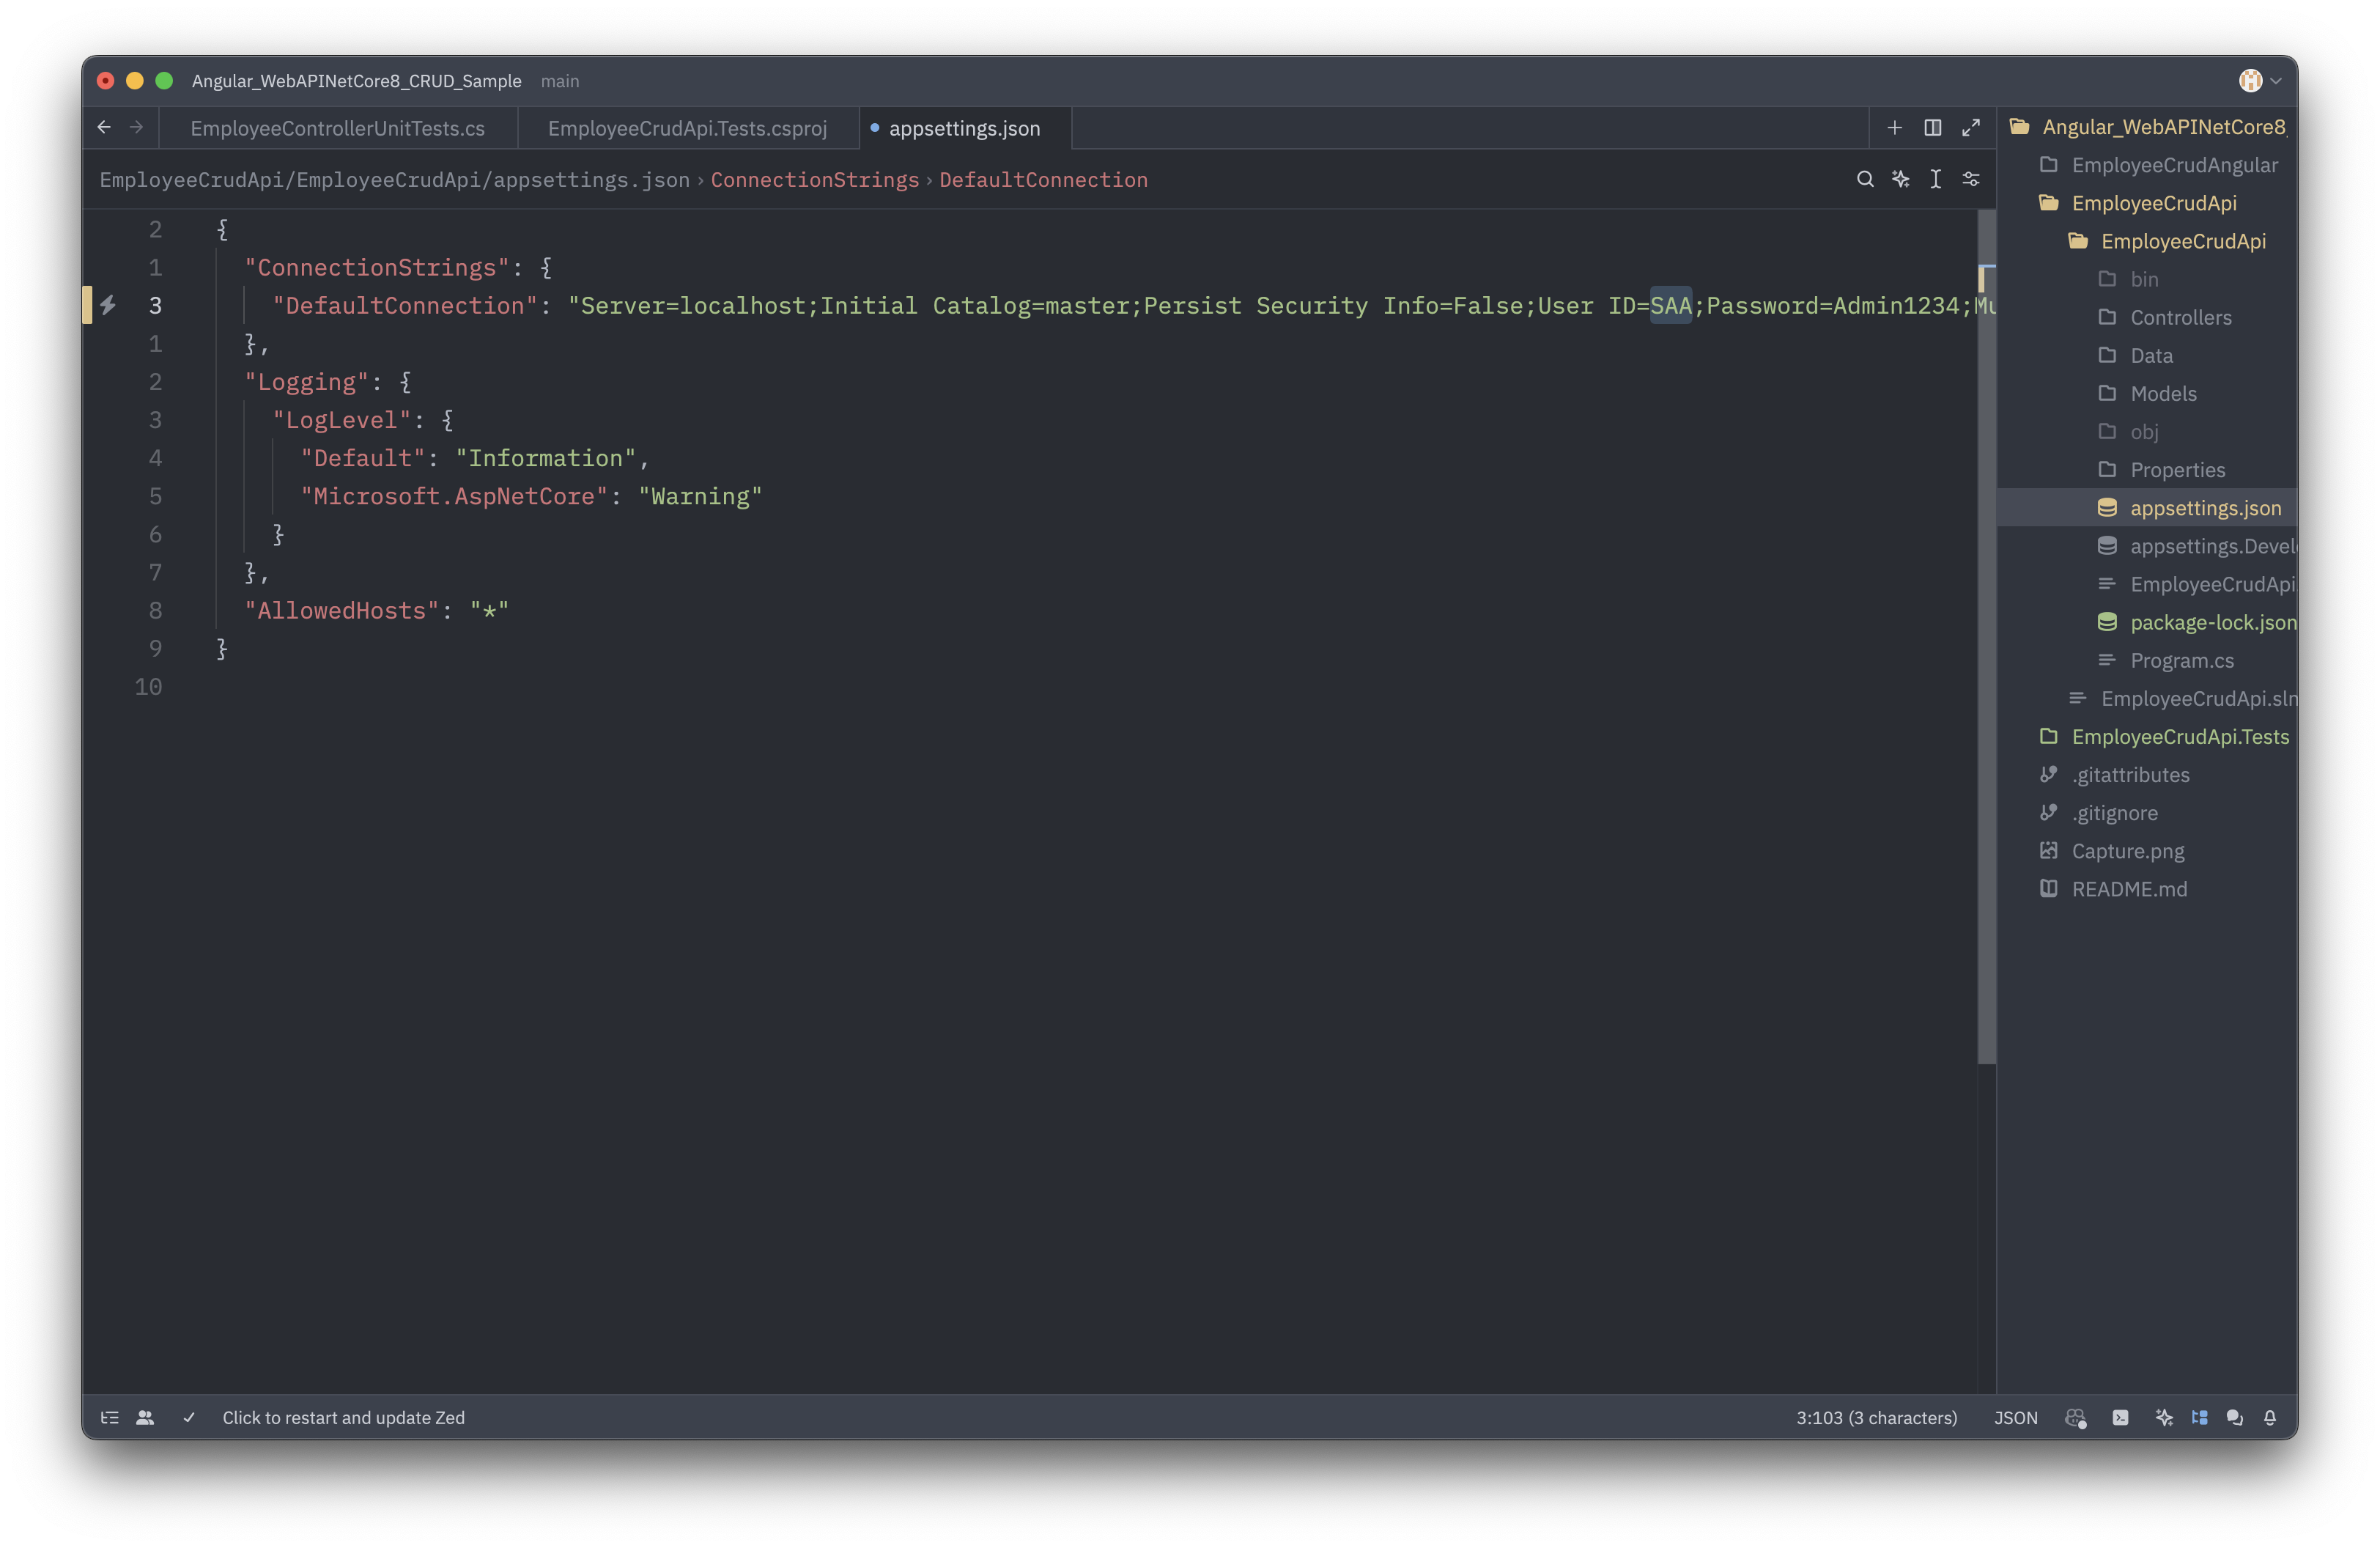 Angular_WebAPINetCore8_CRUD_Sample main
EmployeeControllerUnitTests.cs EmployeeCrudApi.Tests.csproj appsettings.json
EmployeeCrudApi/EmployeeCrudApi/appsettings.json › ConnectionStrings › DefaultConnection
2 {
1 "ConnectionStrings": {
3 "DefaultConnection": "Server=localhost;Initial Catalog=master;Persist Security Info=False;User ID=SAA;Password=Admin1234;Mu
1 },
2 "Logging": {
3 "LogLevel": {
4 "Default": "Information",
5 "Microsoft.AspNetCore": "Warning"
6 }
7 },
8 "AllowedHosts": "*"
9 }
10
Angular_WebAPINetCore8_
EmployeeCrudAngular
EmployeeCrudApi
EmployeeCrudApi
bin
Controllers
Data
Models
obj
Properties
appsettings.json
appsettings.Devel
EmployeeCrudApi.
package-lock.json
Program.cs
EmployeeCrudApi.sln
EmployeeCrudApi.Tests
.gitattributes
.gitignore
Capture.png
README.md
Click to restart and update Zed 3:103 (3 characters) JSON